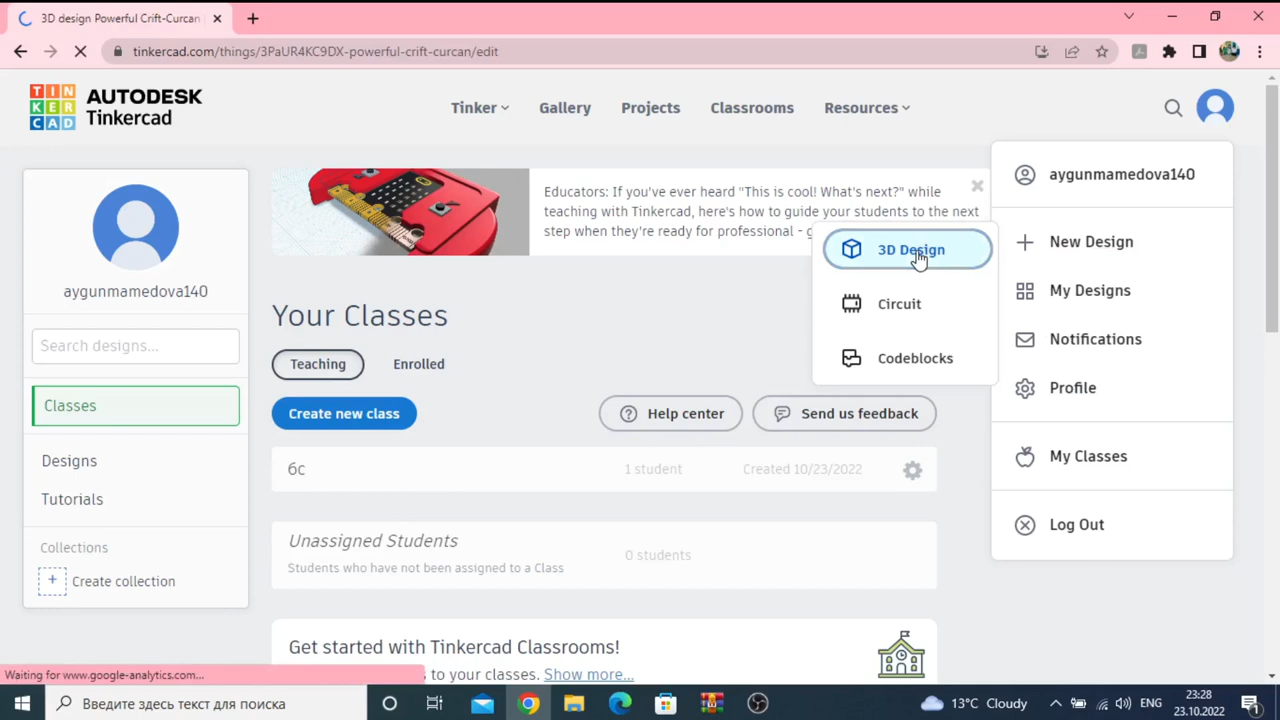 3D design Powerful Crift-Curcan
tinkercad.com/things/3PaUR4KC9DX-powerful-crift-curcan/edit
TINKERCAD
AUTODESK
Tinkercad
Tinker
Gallery
Projects
Classrooms
Resources
aygunmamedova140
Search designs...
Classes
Designs
Tutorials
Collections
+ Create collection
Educators: If you've ever heard "This is cool! What's next?" while
teaching with Tinkercad, here's how to guide your students to the next
step when they're ready for professional - g
Your Classes
Teaching
Enrolled
Create new class
Help center
Send us feedback
6c
1 student
Created 10/23/2022
Unassigned Students
0 students
Students who have not been assigned to a Class
Get started with Tinkercad Classrooms!
to your classes. Show more...
3D Design
Circuit
Codeblocks
aygunmamedova140
New Design
My Designs
Notifications
Profile
My Classes
Log Out
Waiting for www.google-analytics.com...
Введите здесь текст для поиска
13°C Cloudy
ENG
23:28
23.10.2022
1